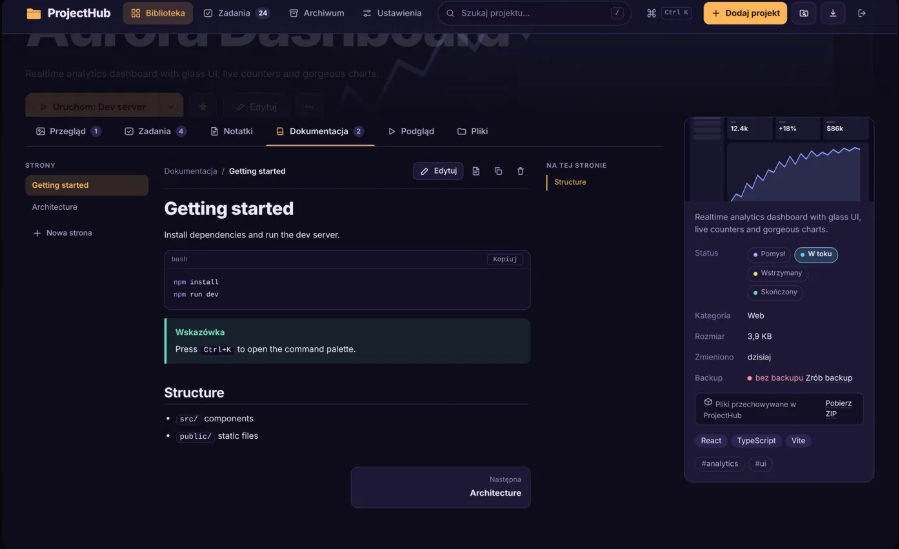 ProjectHub
Biblioteka
Zadania 24
Archiwum
Ustawienia
Szukaj projektu...
/
Ctrl K
+ Dodaj projekt
Aurora Dashboard
Realtime analytics dashboard with glass UI, live counters and gorgeous charts.
Uruchom: Dev server
Edytuj
Przegląd 1
Zadania 4
Notatki
Dokumentacja 2
Podgląd
Pliki
STRONY
Getting started
Architecture
+ Nowa strona
Dokumentacja / Getting started
Edytuj
Getting started
Install dependencies and run the dev server.
bash
Kopiuj
npm install
npm run dev
Wskazówka
Press Ctrl+K to open the command palette.
Structure
• src/ components
• public/ static files
Następna
Architecture
NA TEJ STRONIE
Structure
12.4k
+18%
$86k
Realtime analytics dashboard with glass UI,
live counters and gorgeous charts.
Status
Pomysł
W toku
Wstrzymany
Skończony
Kategoria Web
Rozmiar 3,9 KB
Zmieniono dzisiaj
Backup bez backupu Zrób backup
Pliki przechowywane w
ProjectHub
Pobierz
ZIP
React
TypeScript
Vite
#analytics
#ui